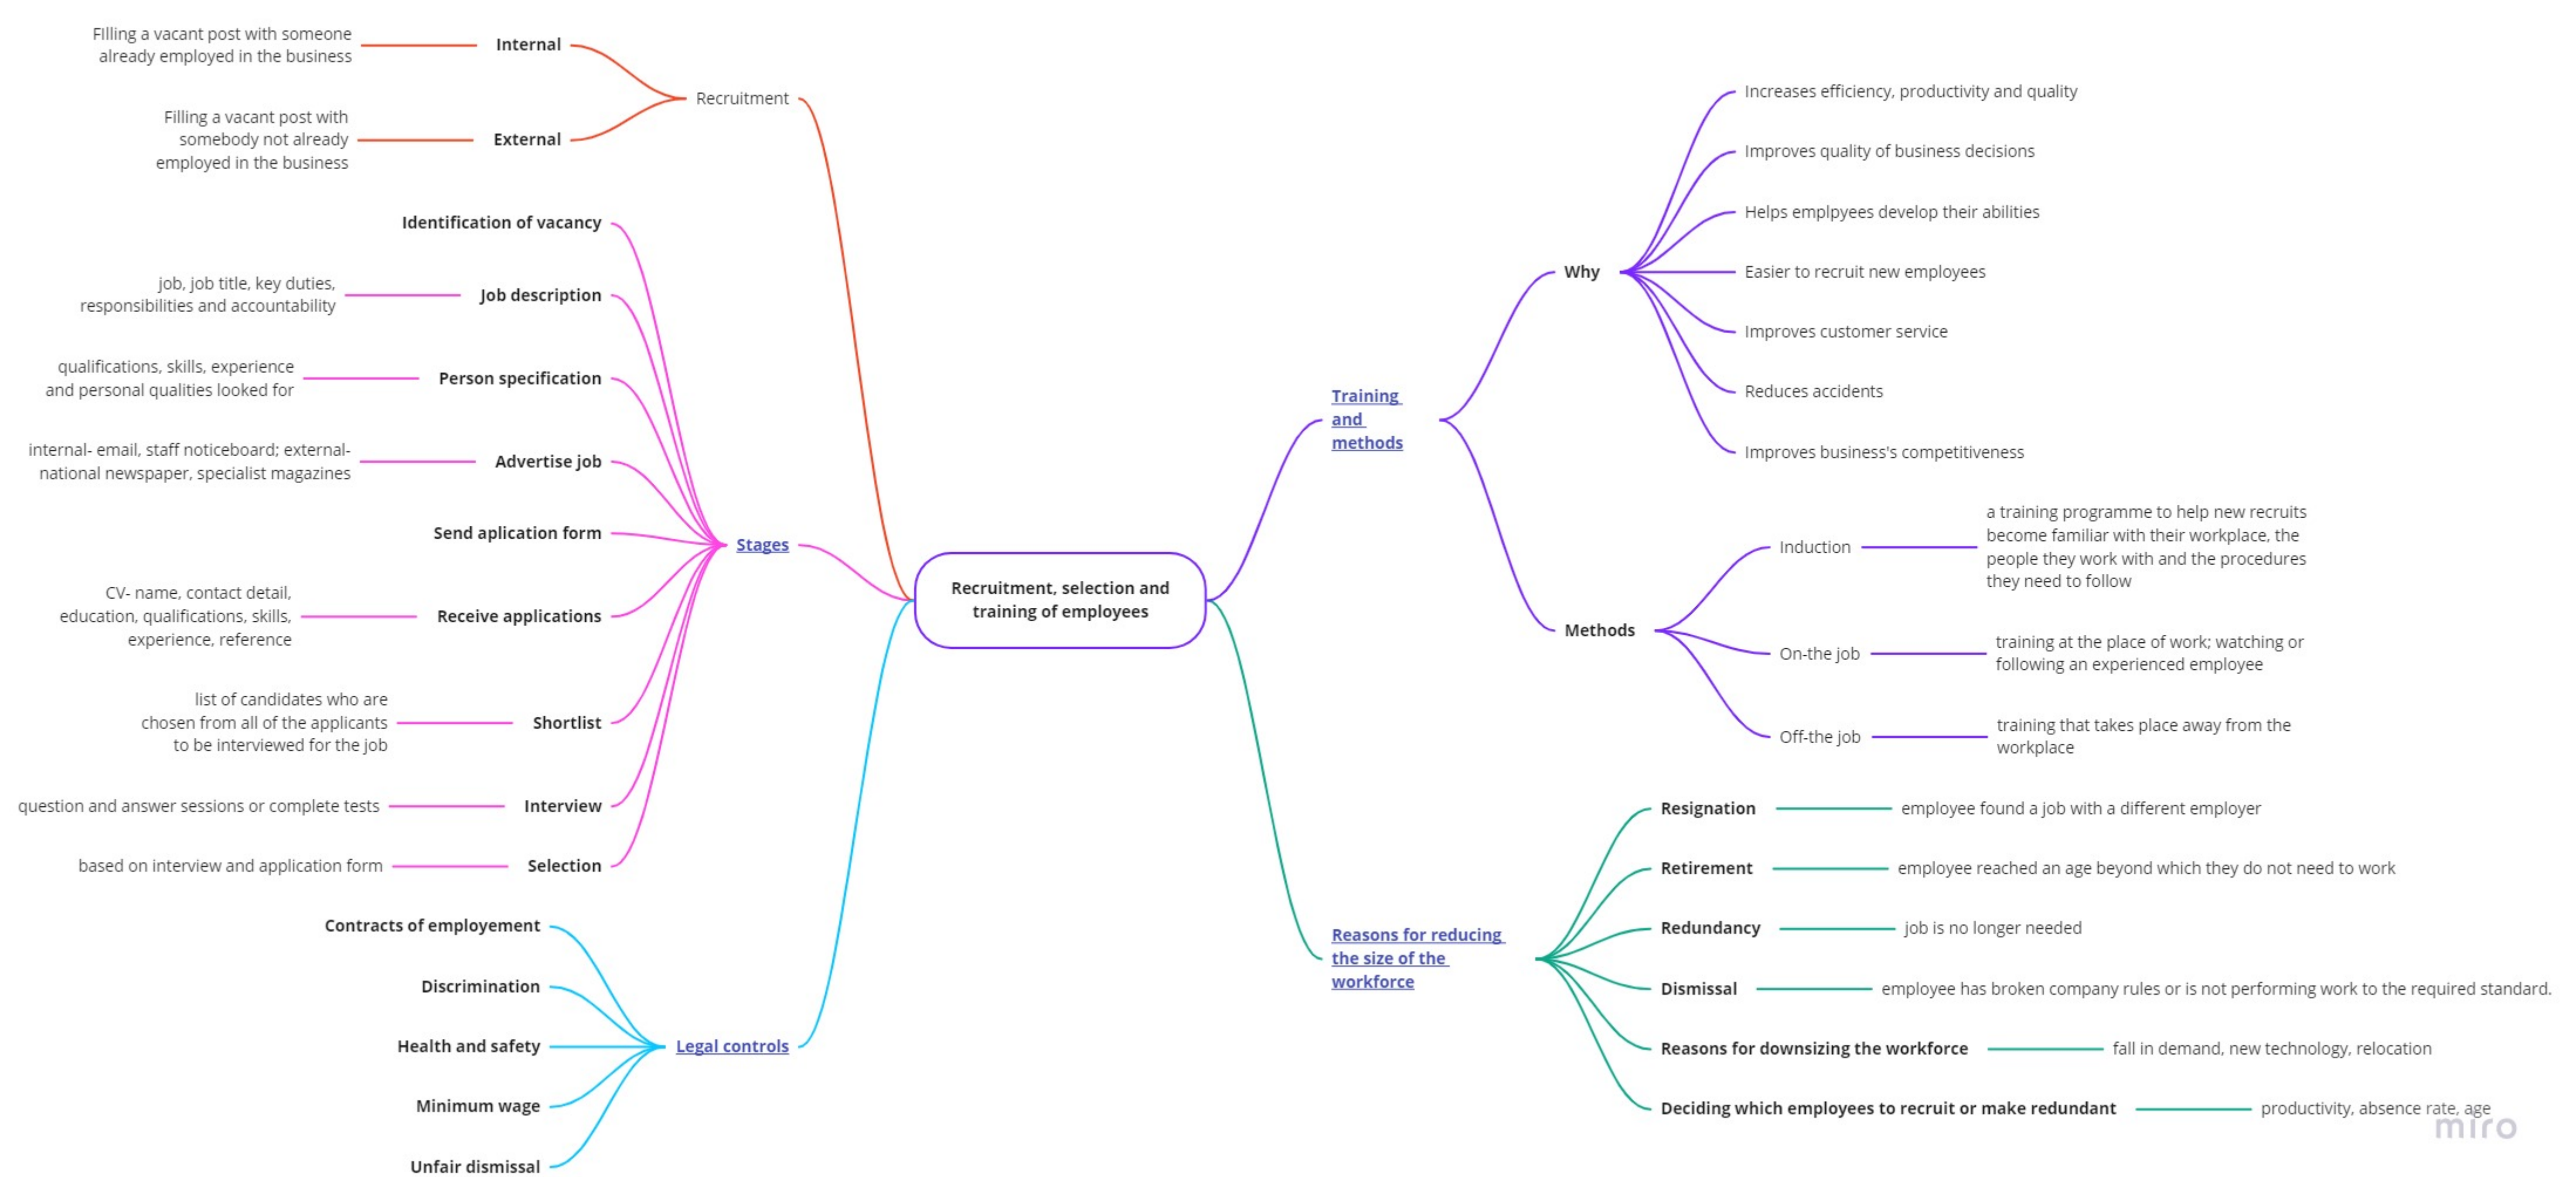 Recruitment, selection and
training of employees
Recruitment
Internal
FIlling a vacant post with someone
already employed in the business
External
Filling a vacant post with
somebody not already
employed in the business
Stages
Identification of vacancy
Job description
job, job title, key duties,
responsibilities and accountability
Person specification
qualifications, skills, experience
and personal qualities looked for
Advertise job
internal- email, staff noticeboard; external-
national newspaper, specialist magazines
Send aplication form
Receive applications
CV- name, contact detail,
education, qualifications, skills,
experience, reference
Shortlist
list of candidates who are
chosen from all of the applicants
to be interviewed for the job
Interview
question and answer sessions or complete tests
Selection
based on interview and application form
Legal controls
Contracts of employement
Discrimination
Health and safety
Minimum wage
Unfair dismissal
Training
and
methods
Why
Increases efficiency, productivity and quality
Improves quality of business decisions
Helps emplpyees develop their abilities
Easier to recruit new employees
Improves customer service
Reduces accidents
Improves business's competitiveness
Methods
Induction
a training programme to help new recruits
become familiar with their workplace, the
people they work with and the procedures
they need to follow
On-the job
training at the place of work; watching or
following an experienced employee
Off-the job
training that takes place away from the
workplace
Reasons for reducing
the size of the
workforce
Resignation
employee found a job with a different employer
Retirement
employee reached an age beyond which they do not need to work
Redundancy
job is no longer needed
Dismissal
employee has broken company rules or is not performing work to the required standard.
Reasons for downsizing the workforce
fall in demand, new technology, relocation
Deciding which employees to recruit or make redundant
productivity, absence rate, age
miro